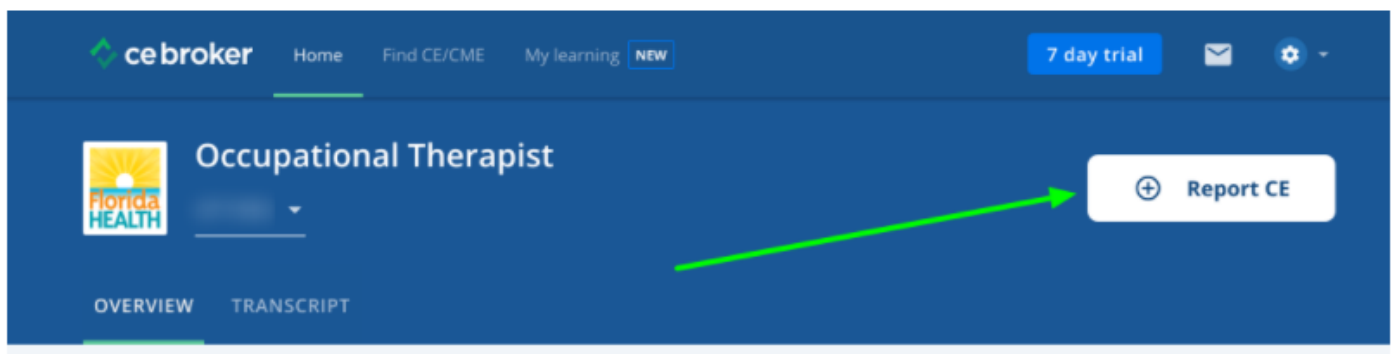 ce broker Home Find CE/CME My learning NEW 7 day trial
Occupational Therapist
Florida
HEALTH
Report CE
OVERVIEW TRANSCRIPT